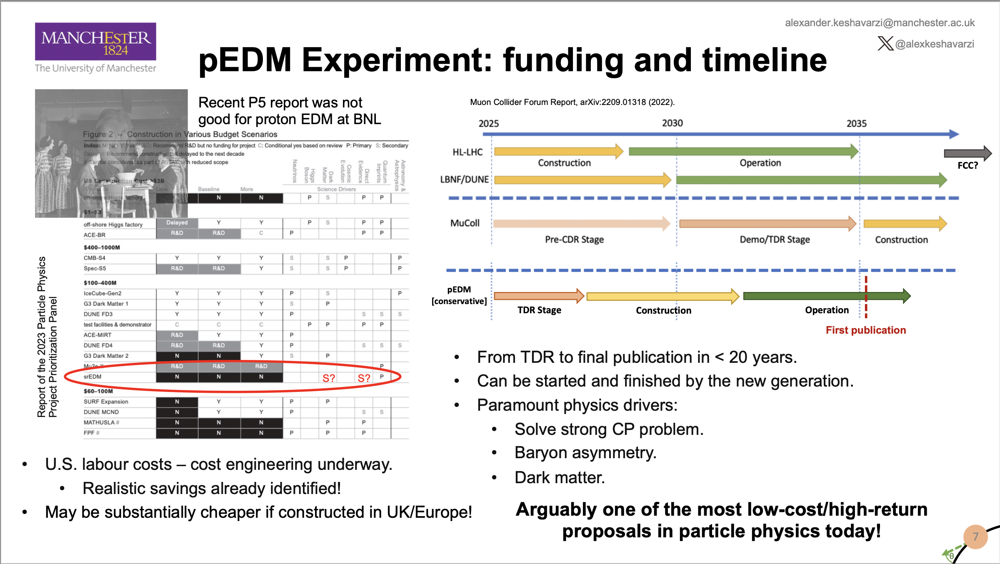 MANCHESTER
1824
The University of Manchester
alexander.keshavarzi@manchester.ac.uk
@alexkeshavarzi
pEDM Experiment: funding and timeline
Recent P5 report was not
good for proton EDM at BNL
Figure 2 – Construction in Various Budget Scenarios
Index: N: No Y: Yes R&D: Recommend R&D but no funding for project C: Conditional yes based on review P: Primary S: Secondary
Delayed: Recommend construction but delayed to the next decade
# Can be considered as part of ASTAE with reduced scope
US Construction Cost >$3B
Scenarios Less Baseline More Science Drivers
Neutrinos
Higgs Boson
Dark Matter
Cosmic Evolution
Direct Evidence
Quantum Imprints
Astronomy & Astrophysics
on-shore Higgs factory N N N P S P P
$1–3B
off-shore Higgs factory Delayed Y Y P S P P
ACE-BR R&D R&D C P P P
$400–1000M
CMB-S4 Y Y Y S S P P
Spec-S5 R&D R&D Y S S P P
$100–400M
IceCube-Gen2 Y Y Y P S P
G3 Dark Matter 1 Y Y Y S P
DUNE FD3 Y Y Y P S S S
test facilities & demonstrator C C C P P P P
ACE-MIRT R&D Y Y P
DUNE FD4 R&D R&D Y P S S S
G3 Dark Matter 2 N N Y S P
Mu2e-II R&D R&D R&D P
srEDM N N N S? S? P
$60–100M
SURF Expansion N Y Y P P
DUNE MCND N Y Y P S S
MATHUSLA # N N N P P
FPF # N N N P P P
Report of the 2023 Particle Physics
Project Prioritization Panel
• U.S. labour costs – cost engineering underway.
• Realistic savings already identified!
• May be substantially cheaper if constructed in UK/Europe!
Muon Collider Forum Report, arXiv:2209.01318 (2022).
2025 2030 2035
HL-LHC
Construction Operation
FCC?
LBNF/DUNE
MuColl
Pre-CDR Stage Demo/TDR Stage Construction
pEDM
[conservative]
TDR Stage Construction Operation
First publication
• From TDR to final publication in < 20 years.
• Can be started and finished by the new generation.
• Paramount physics drivers:
• Solve strong CP problem.
• Baryon asymmetry.
• Dark matter.
Arguably one of the most low-cost/high-return
proposals in particle physics today!
7
θ